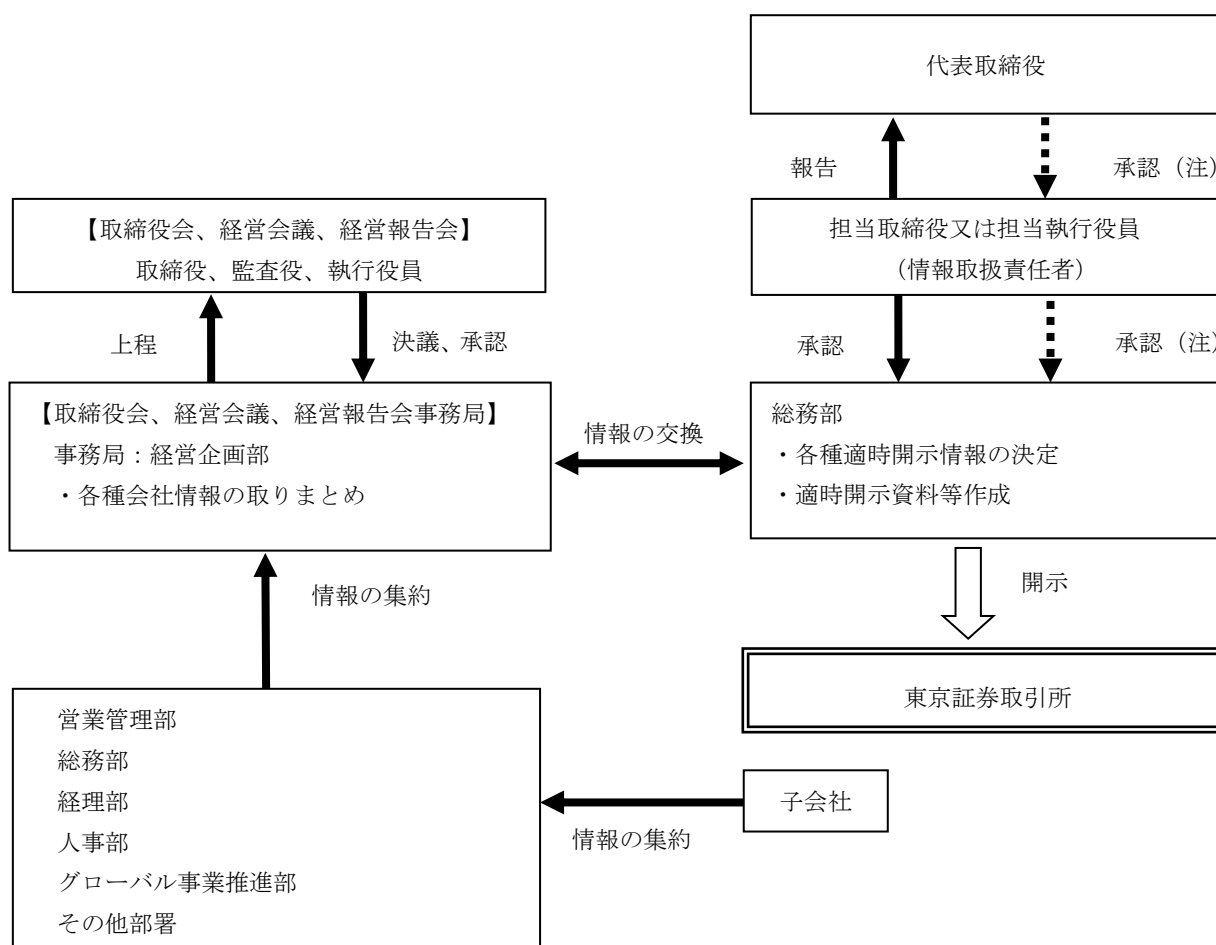 代表取締役
報告
承認（注）
【取締役会、経営会議、経営報告会】
取締役、監査役、執行役員
担当取締役又は担当執行役員
（情報取扱責任者）
上程
決議、承認
承認
承認（注）
【取締役会、経営会議、経営報告会事務局】
事務局：経営企画部
・各種会社情報の取りまとめ
情報の交換
総務部
・各種適時開示情報の決定
・適時開示資料等作成
情報の集約
開示
東京証券取引所
営業管理部
総務部
経理部
人事部
グローバル事業推進部
その他部署
子会社
情報の集約